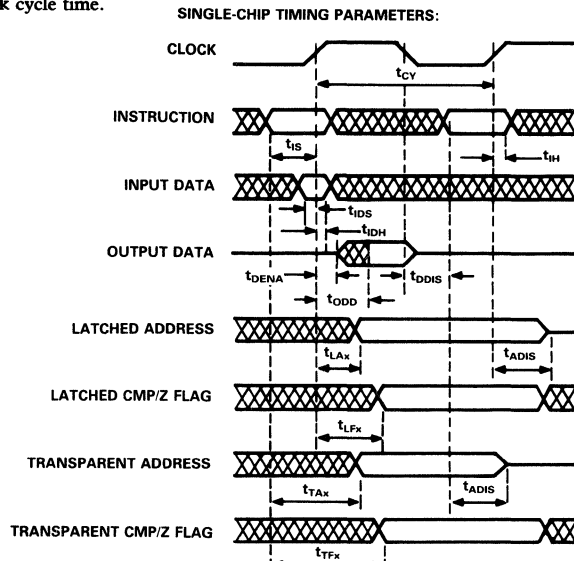 k cycle time.
SINGLE-CHIP TIMING PARAMETERS:
CLOCK
tCY
INSTRUCTION
tIS
tIH
INPUT DATA
tIDS
tIDH
OUTPUT DATA
tDENA
tDDIS
tODD
LATCHED ADDRESS
tLAx
tADIS
LATCHED CMP/Z FLAG
tLFx
TRANSPARENT ADDRESS
tTAx
tADIS
TRANSPARENT CMP/Z FLAG
tTFx